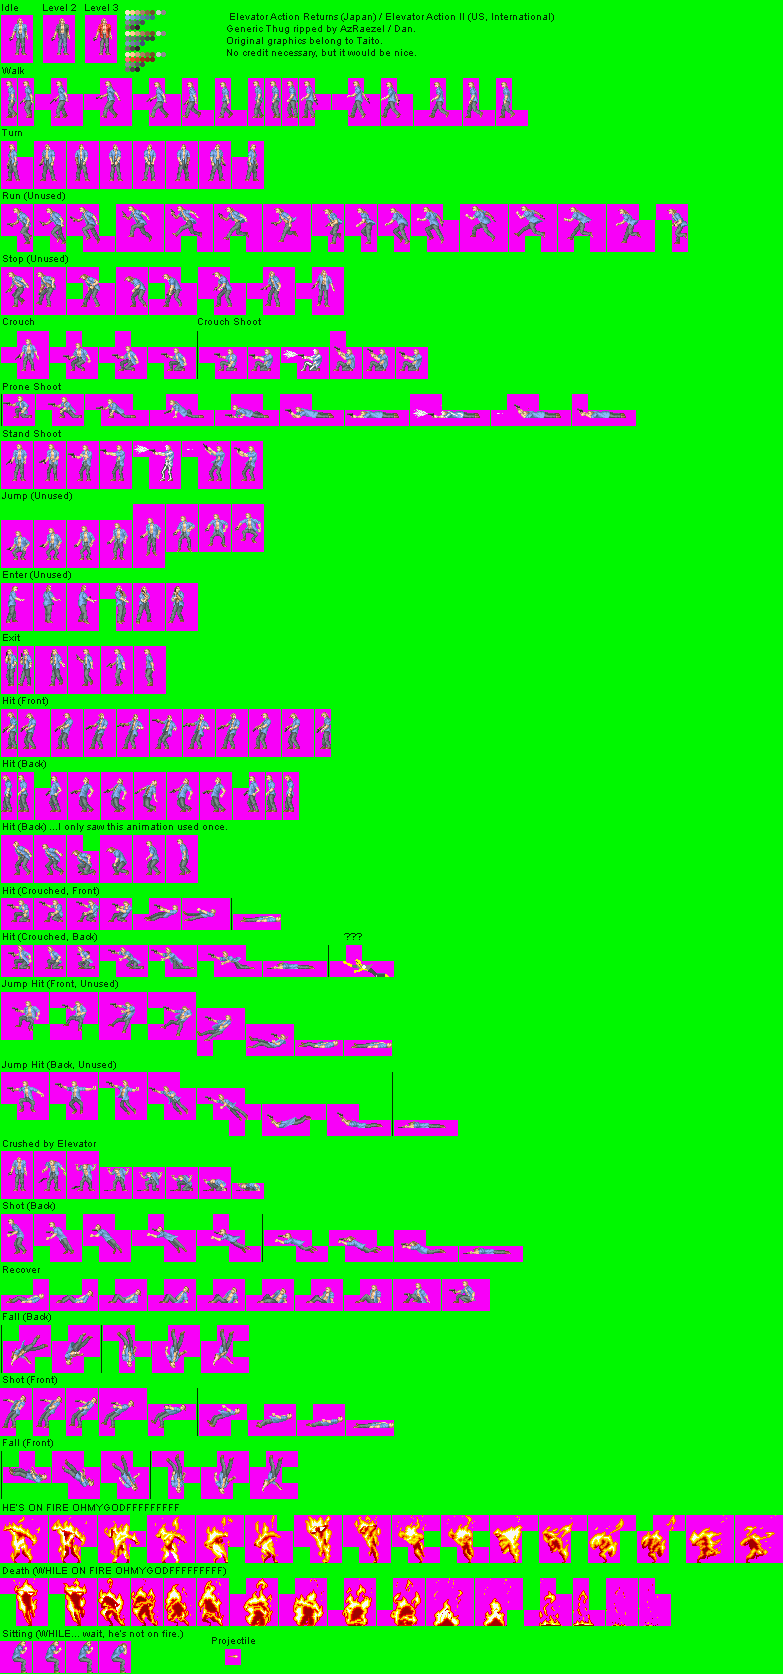 Idle Level 2 Level 3
Elevator Action Returns (Japan) / Elevator Action II (US, International)
Generic Thug ripped by AzRaezel / Dan.
Original graphics belong to Taito.
No credit necessary, but it would be nice.
Walk
Turn
Run (Unused)
Stop (Unused)
Crouch Crouch Shoot
Prone Shoot
Stand Shoot
Jump (Unused)
Enter (Unused)
Exit
Hit (Front)
Hit (Back)
Hit (Back) ...I only saw this animation used once.
Hit (Crouched, Front)
Hit (Crouched, Back) ???
Jump Hit (Front, Unused)
Jump Hit (Back, Unused)
Crushed by Elevator
Shot (Back)
Recover
Fall (Back)
Shot (Front)
Fall (Front)
HE'S ON FIRE OHMYGODFFFFFFFFF
Death (WHILE ON FIRE OHMYGODFFFFFFFFF)
Sitting (WHILE... wait, he's not on fire.)
Projectile